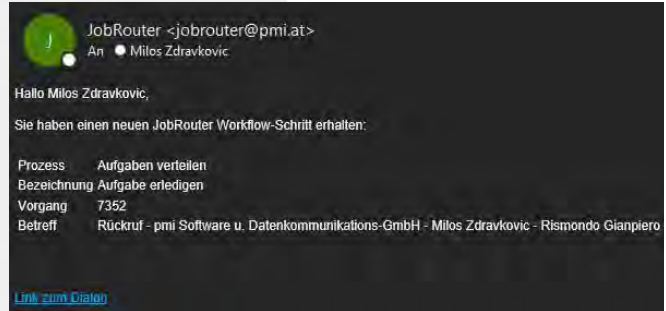 J
JobRouter <jobrouter@pmi.at>
An Milos Zdravkovic
Hallo Milos Zdravkovic,
Sie haben einen neuen JobRouter Workflow-Schritt erhalten:
Prozess Aufgaben verteilen
Bezeichnung Aufgabe erledigen
Vorgang 7352
Betreff Rückruf - pmi Software u. Datenkommunikations-GmbH - Milos Zdravkovic - Rismondo Gianpiero
Link zum Dialog